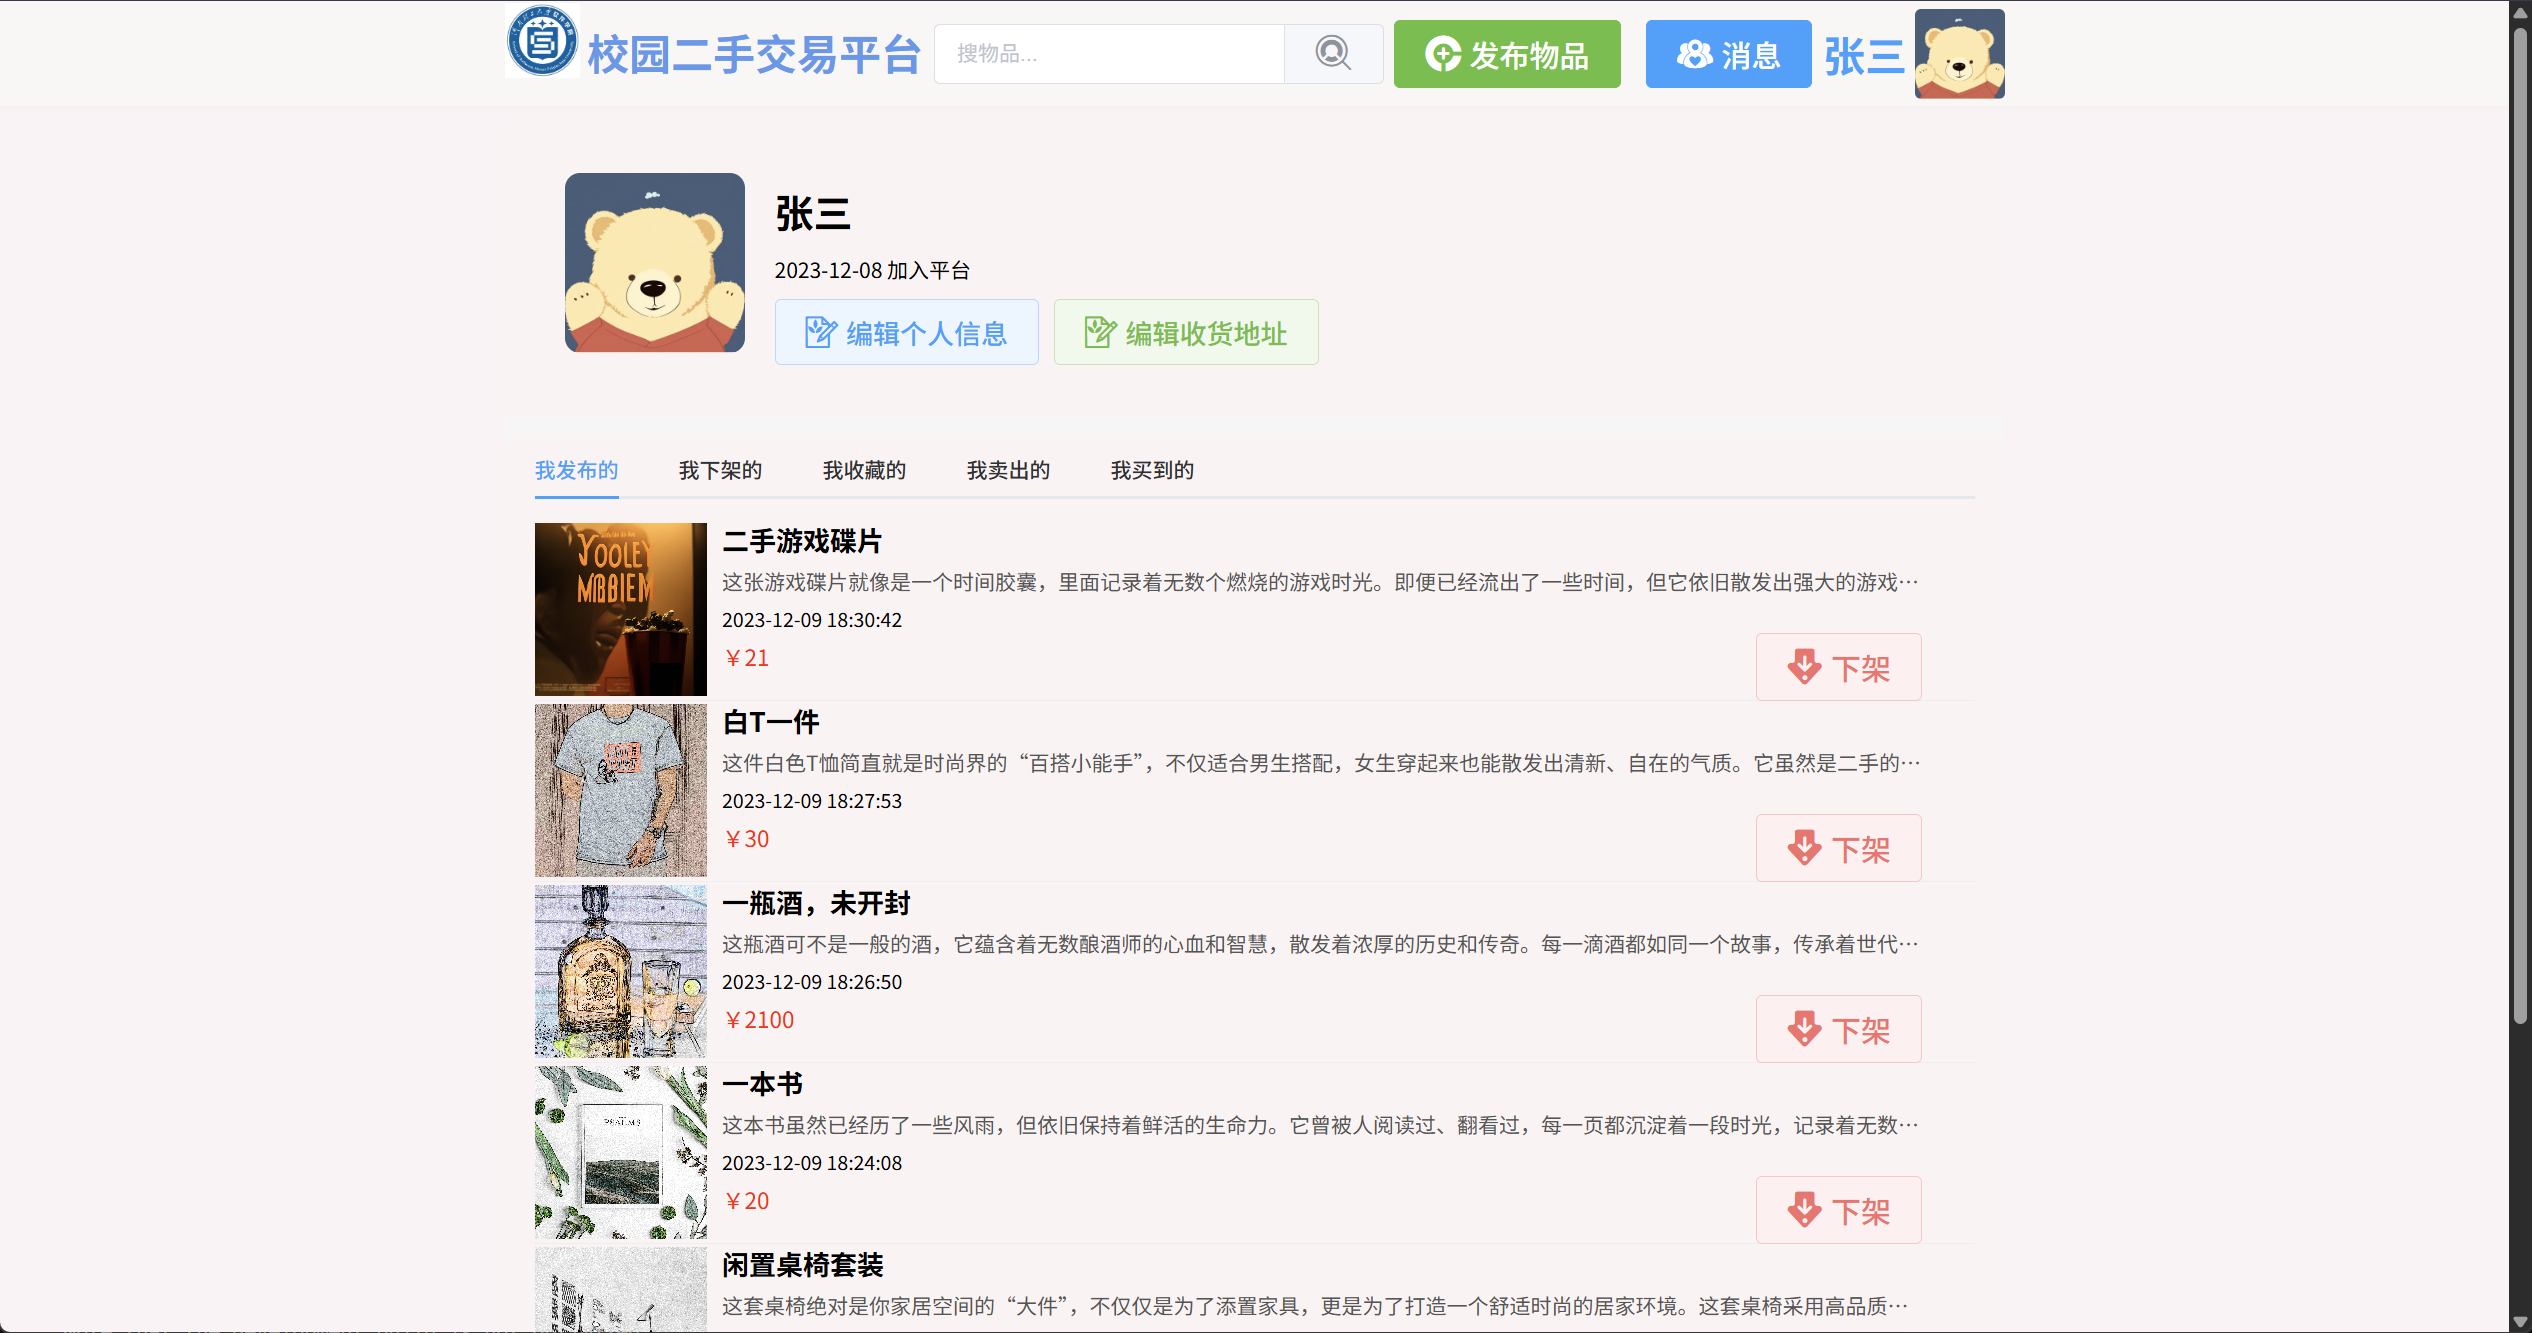 校园二手交易平台
搜物品...
发布物品
消息
张三
张三
2023-12-08 加入平台
编辑个人信息
编辑收货地址
我发布的
我下架的
我收藏的
我卖出的
我买到的
二手游戏碟片
这张游戏碟片就像是一个时间胶囊，里面记录着无数个燃烧的游戏时光。即便已经流出了一些时间，但它依旧散发出强大的游戏…
2023-12-09 18:30:42
￥21
下架
白T一件
这件白色T恤简直就是时尚界的“百搭小能手”，不仅适合男生搭配，女生穿起来也能散发出清新、自在的气质。它虽然是二手的…
2023-12-09 18:27:53
￥30
下架
一瓶酒，未开封
这瓶酒可不是一般的酒，它蕴含着无数酿酒师的心血和智慧，散发着浓厚的历史和传奇。每一滴酒都如同一个故事，传承着世代…
2023-12-09 18:26:50
￥2100
下架
一本书
这本书虽然已经历了一些风雨，但依旧保持着鲜活的生命力。它曾被人阅读过、翻看过，每一页都沉淀着一段时光，记录着无数…
2023-12-09 18:24:08
￥20
下架
闲置桌椅套装
这套桌椅绝对是你家居空间的“大件”，不仅仅是为了添置家具，更是为了打造一个舒适时尚的居家环境。这套桌椅采用高品质…